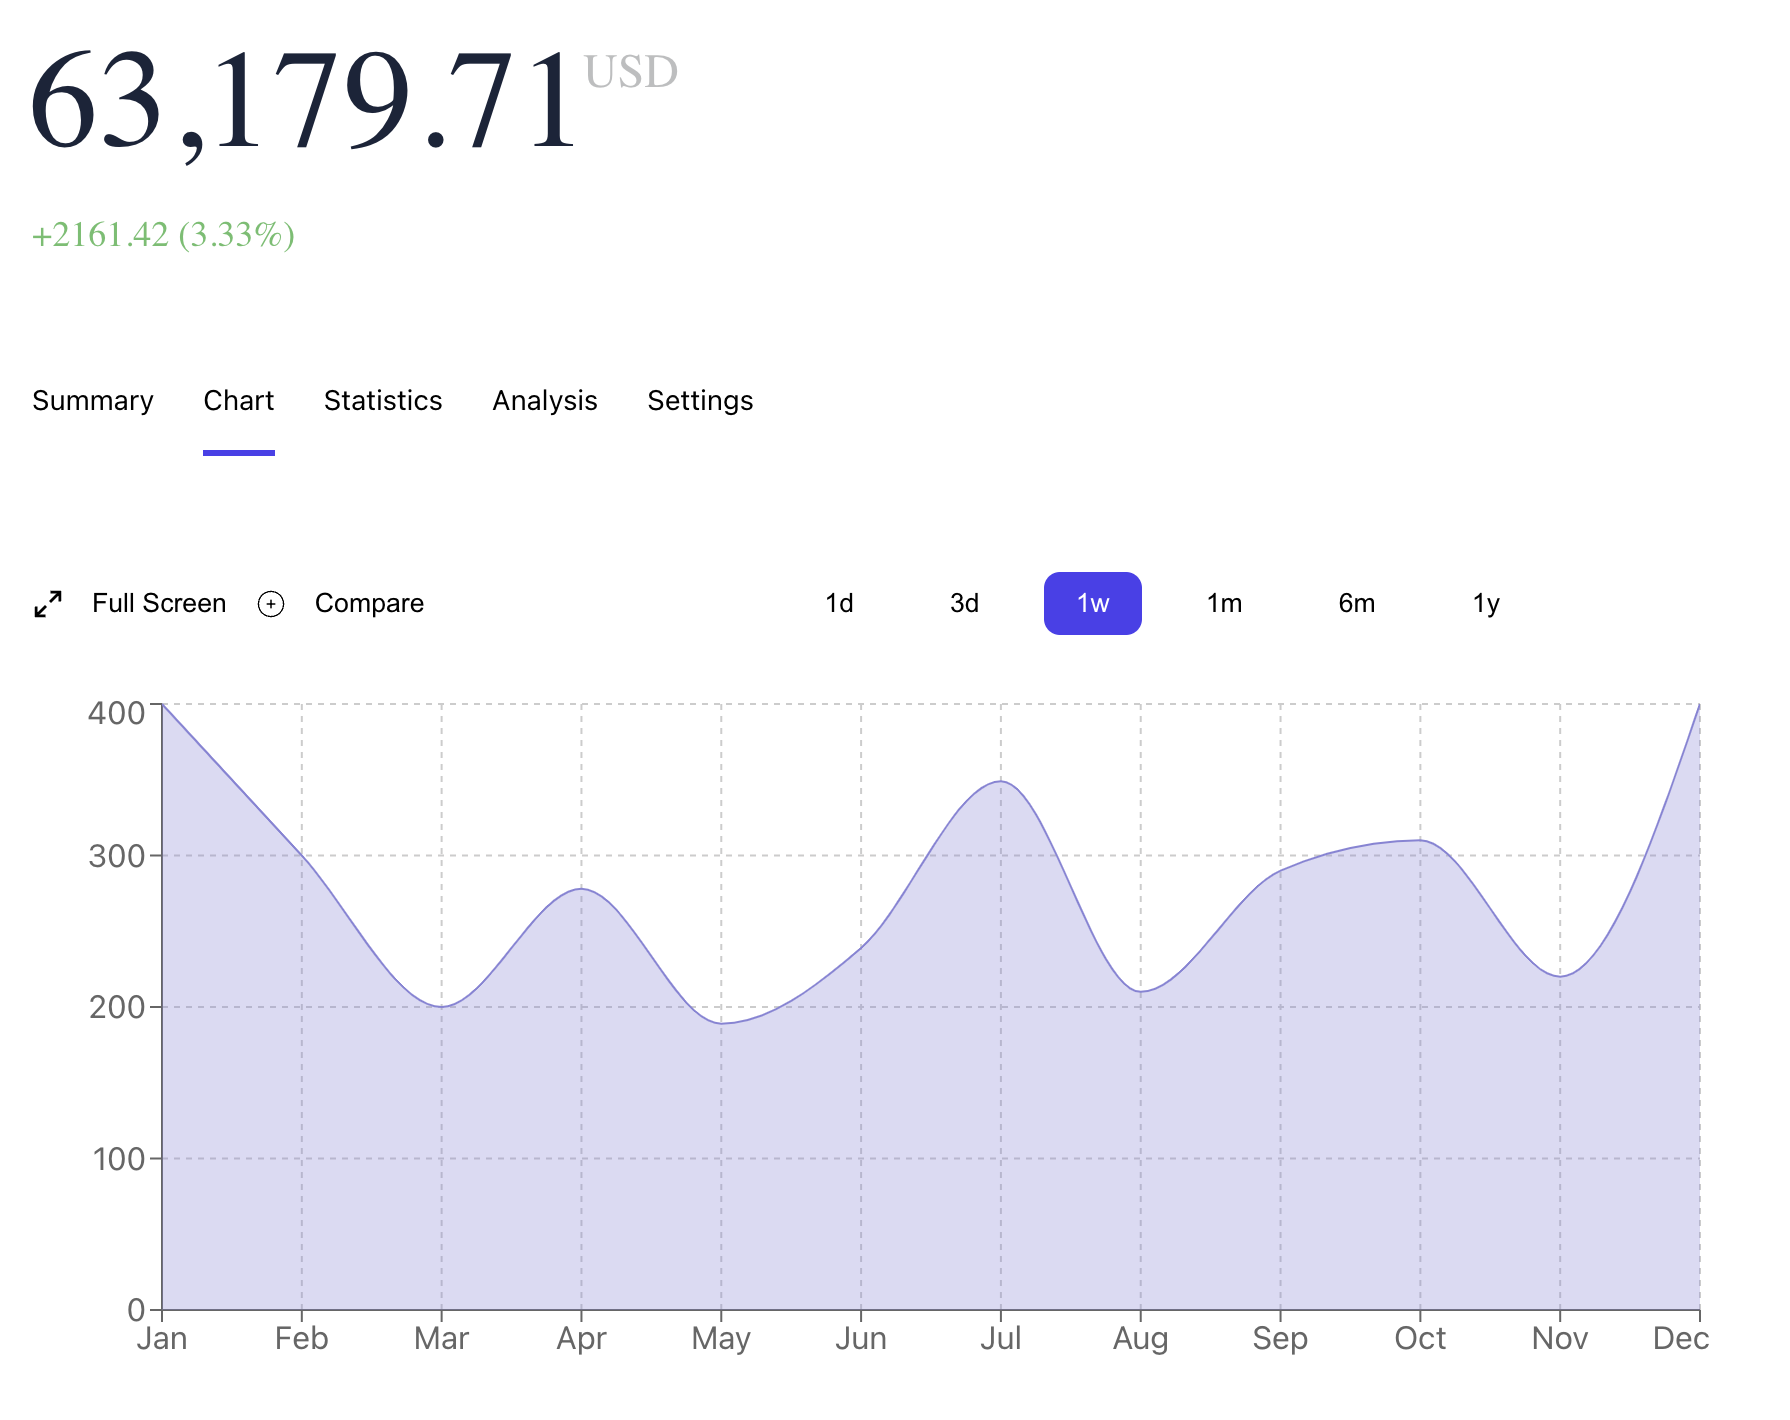 63,179.71 USD
+2161.42 (3.33%)
Summary Chart Statistics Analysis Settings
Full Screen + Compare 1d 3d 1w 1m 6m 1y
400
300
200
100
0
Jan Feb Mar Apr May Jun Jul Aug Sep Oct Nov Dec